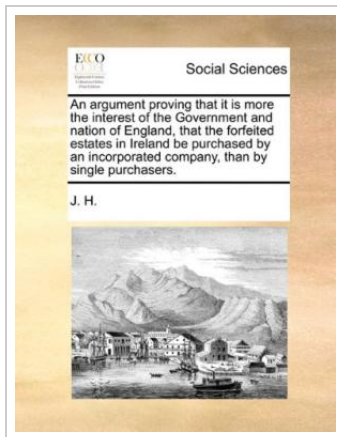 ECCO
Social Sciences
An argument proving that it is more
the interest of the Government and
nation of England, that the forfeited
estates in Ireland be purchased by
an incorporated company, than by
single purchasers.
J. H.